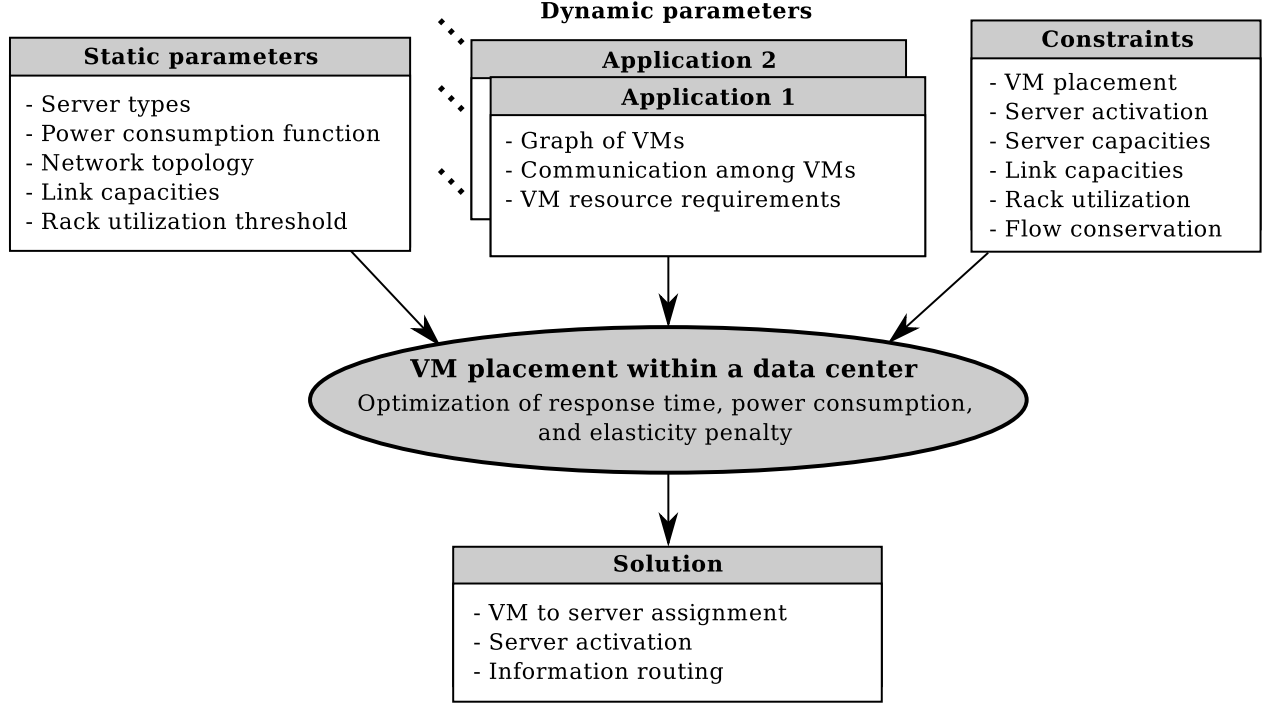 Dynamic parameters
Static parameters
- Server types
- Power consumption function
- Network topology
- Link capacities
- Rack utilization threshold
Application 2
Application 1
- Graph of VMs
- Communication among VMs
- VM resource requirements
Constraints
- VM placement
- Server activation
- Server capacities
- Link capacities
- Rack utilization
- Flow conservation
VM placement within a data center
Optimization of response time, power consumption,
and elasticity penalty
Solution
- VM to server assignment
- Server activation
- Information routing